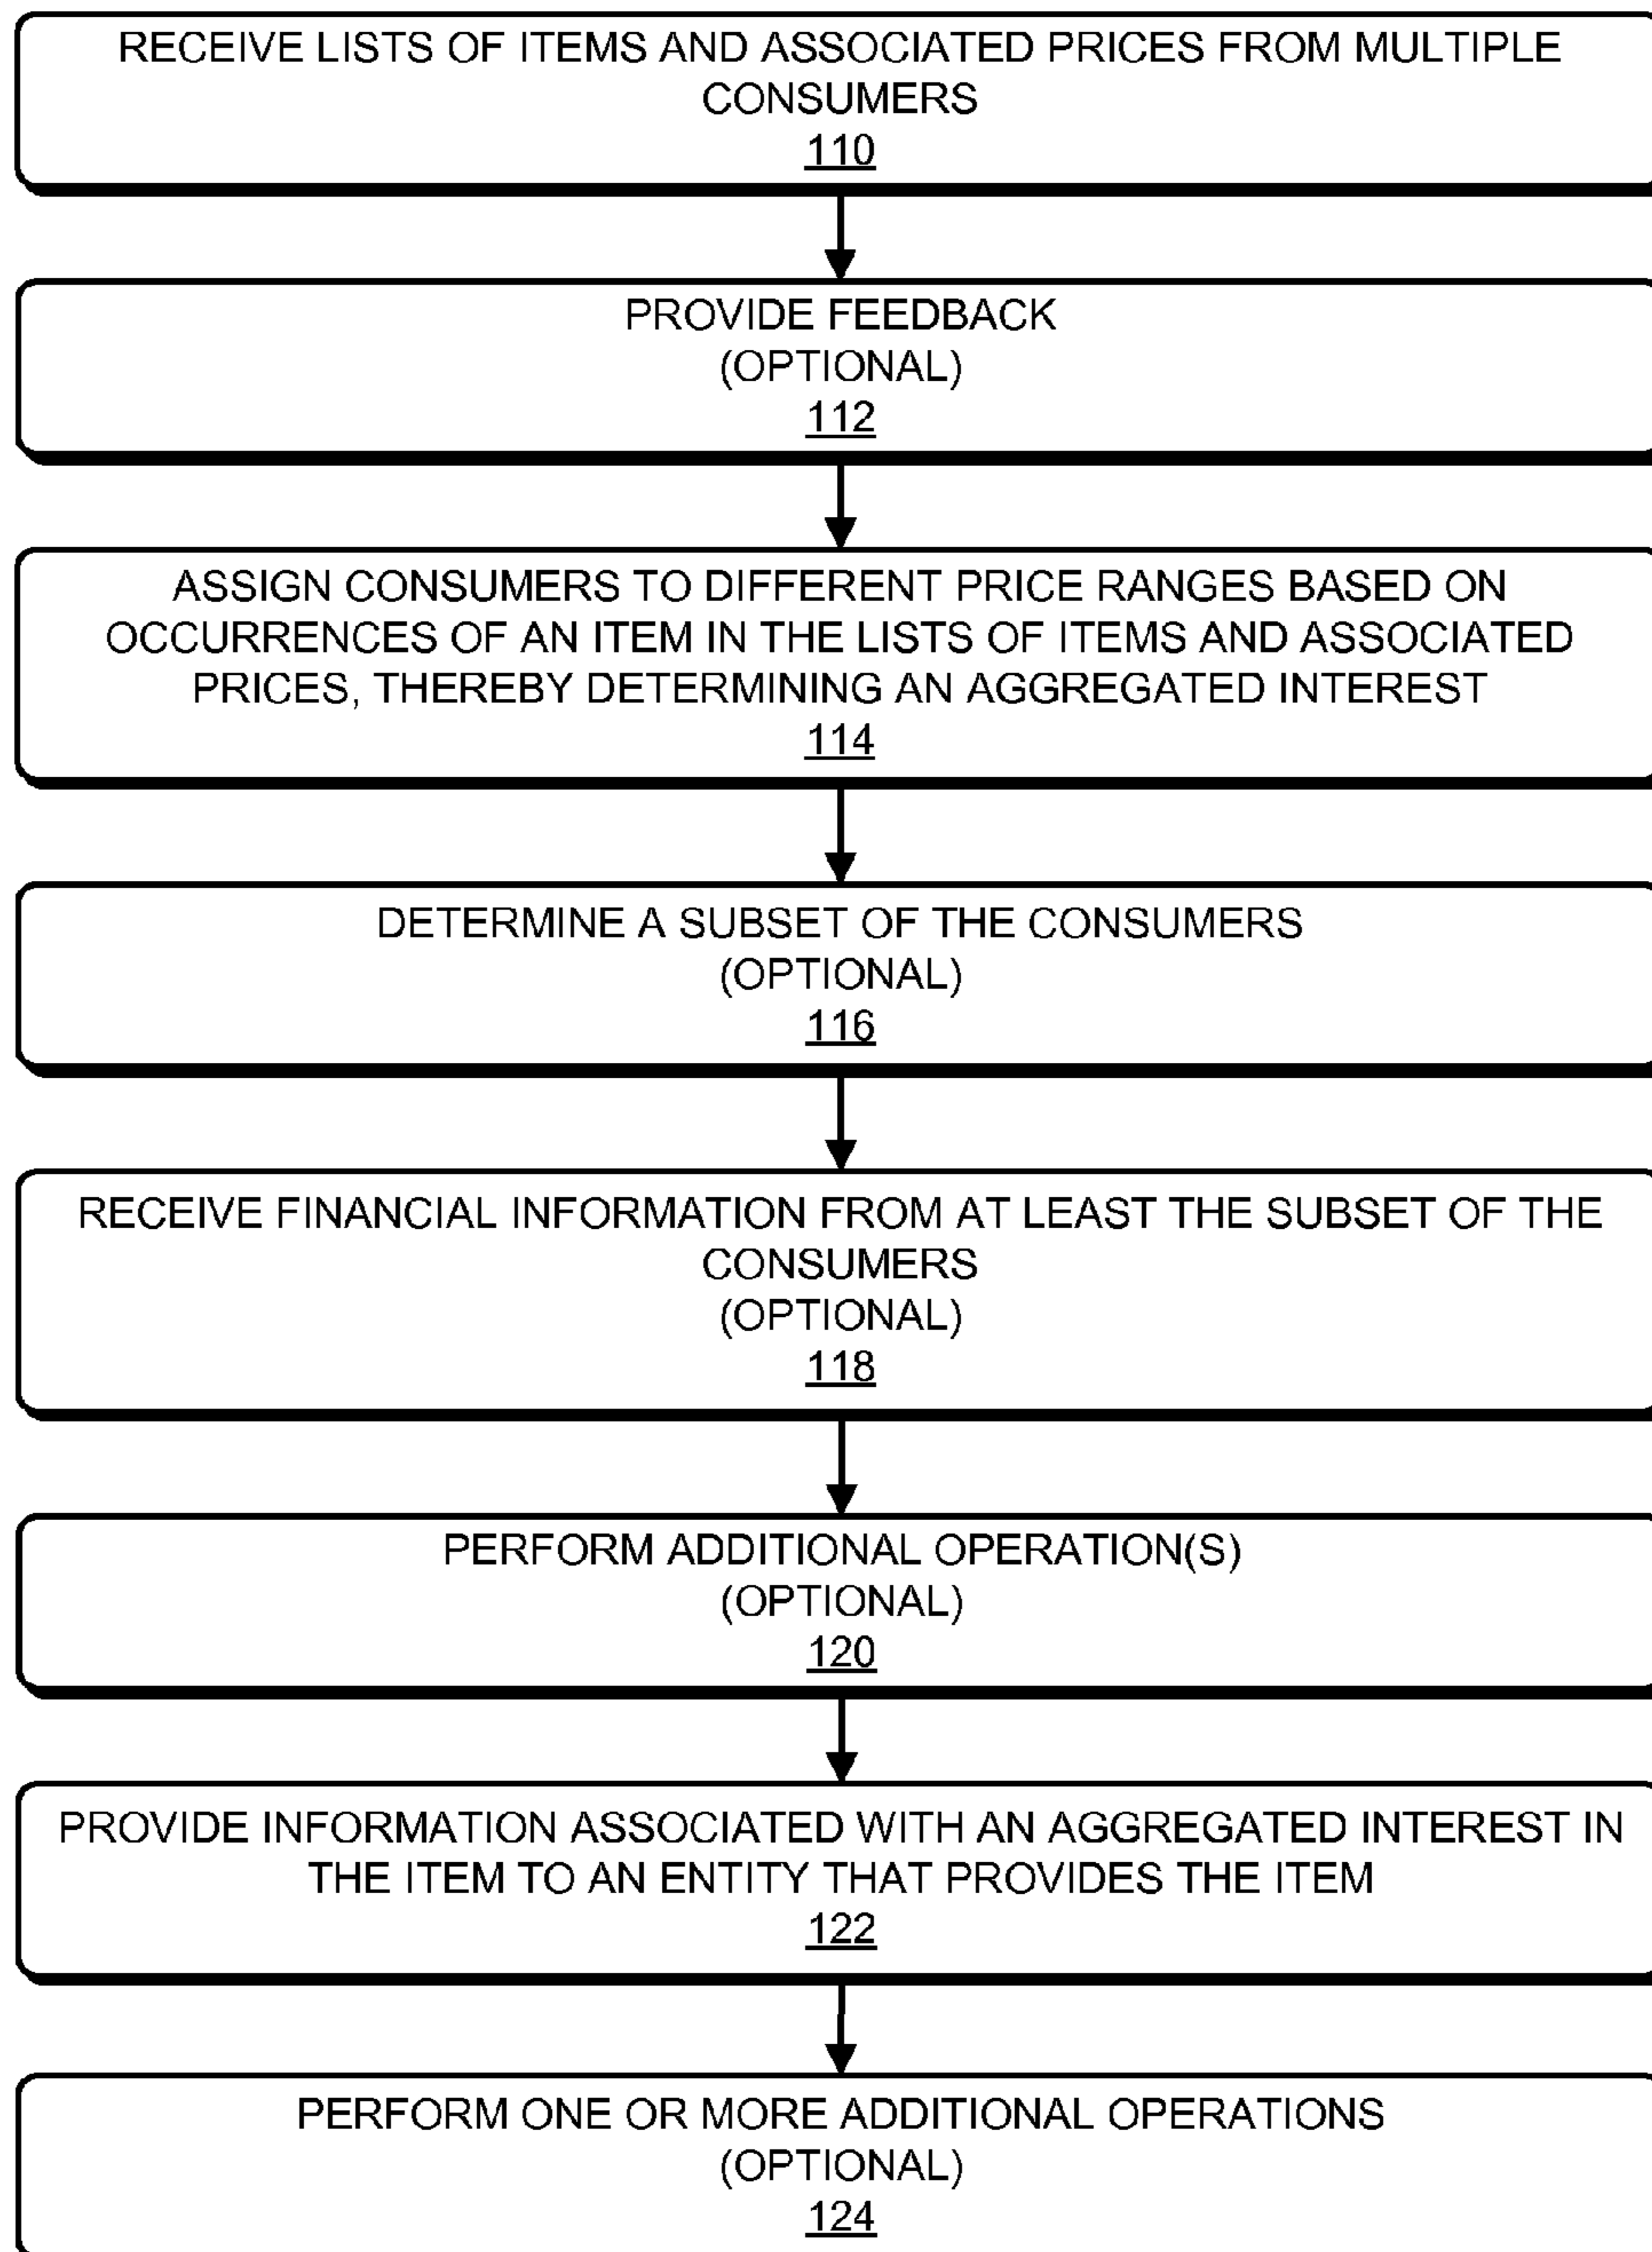 RECEIVE LISTS OF ITEMS AND ASSOCIATED PRICES FROM MULTIPLE
CONSUMERS
110
PROVIDE FEEDBACK
(OPTIONAL)
112
ASSIGN CONSUMERS TO DIFFERENT PRICE RANGES BASED ON
OCCURRENCES OF AN ITEM IN THE LISTS OF ITEMS AND ASSOCIATED
PRICES, THEREBY DETERMINING AN AGGREGATED INTEREST
114
DETERMINE A SUBSET OF THE CONSUMERS
(OPTIONAL)
116
RECEIVE FINANCIAL INFORMATION FROM AT LEAST THE SUBSET OF THE
CONSUMERS
(OPTIONAL)
118
PERFORM ADDITIONAL OPERATION(S)
(OPTIONAL)
120
PROVIDE INFORMATION ASSOCIATED WITH AN AGGREGATED INTEREST IN
THE ITEM TO AN ENTITY THAT PROVIDES THE ITEM
122
PERFORM ONE OR MORE ADDITIONAL OPERATIONS
(OPTIONAL)
124